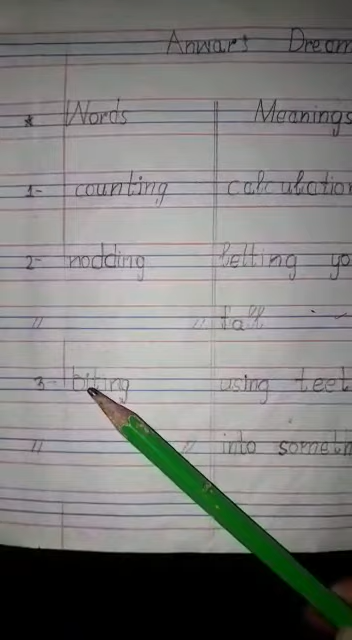 Anwar's Dream
* Words Meanings
1- counting calculation
2- nodding letting yo
" " fall
3- biting using teet
" " into someth